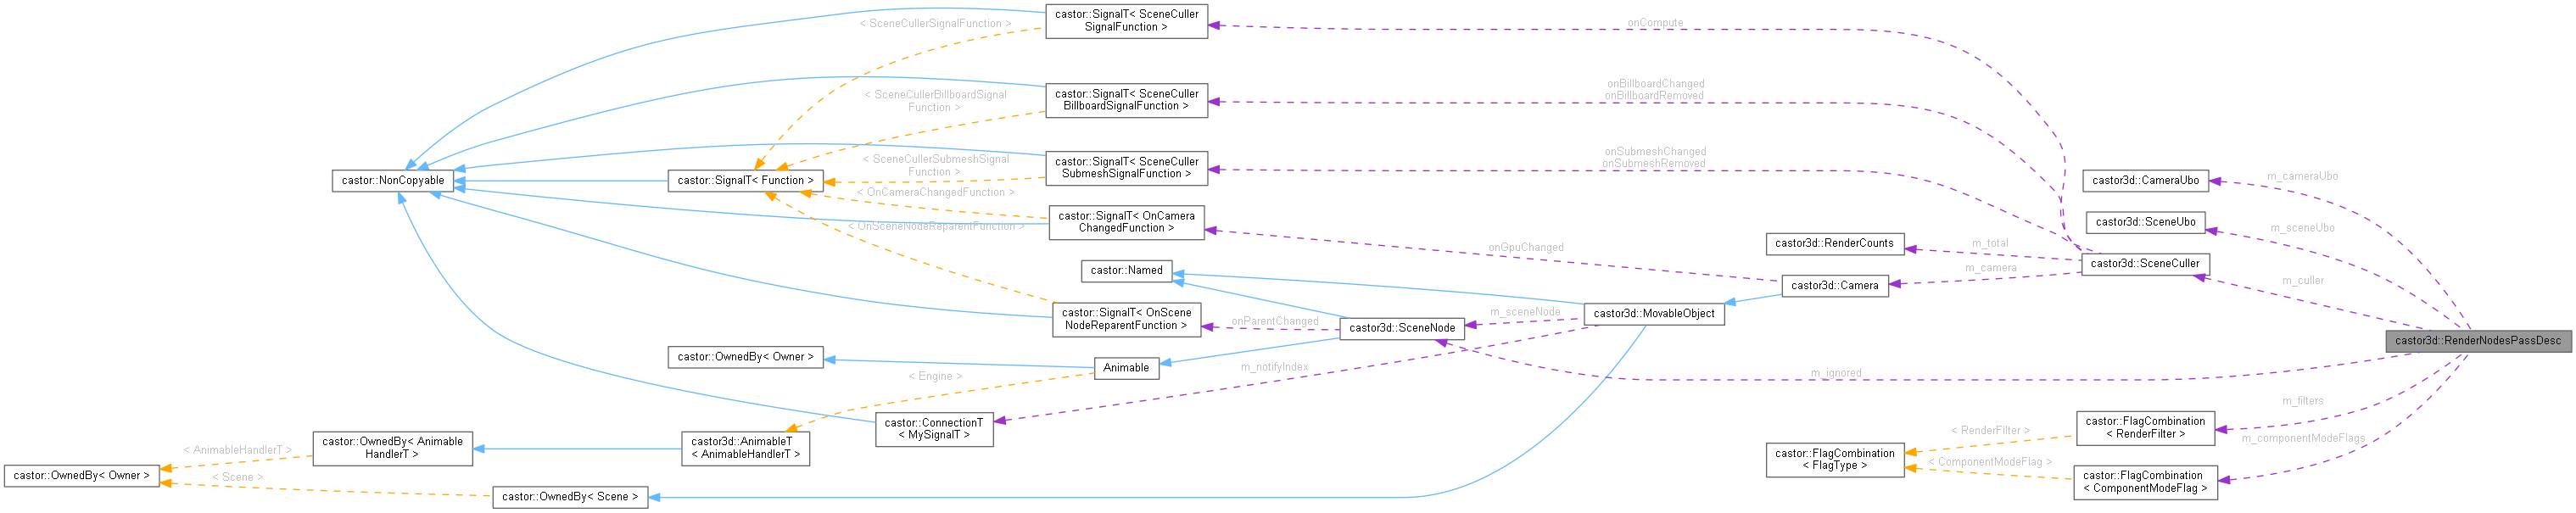 castor::SignalT< SceneCuller
SignalFunction >
< SceneCullerSignalFunction >
onCompute
castor::SignalT< SceneCuller
BillboardSignalFunction >
< SceneCullerBillboardSignal
Function >
onBillboardChanged
onBillboardRemoved
castor::SignalT< SceneCuller
SubmeshSignalFunction >
< SceneCullerSubmeshSignal
Function >
onSubmeshChanged
onSubmeshRemoved
castor::NonCopyable
castor::SignalT< Function >
castor3d::CameraUbo
m_cameraUbo
< OnCameraChangedFunction >
castor::SignalT< OnCamera
ChangedFunction >
castor3d::SceneUbo
m_sceneUbo
< OnSceneNodeReparentFunction >
onGpuChanged
castor3d::RenderCounts
m_total
castor::Named
m_camera
castor3d::SceneCuller
m_culler
castor3d::Camera
castor::SignalT< OnScene
NodeReparentFunction >
onParentChanged
castor3d::SceneNode
m_sceneNode
castor3d::MovableObject
castor3d::RenderNodesPassDesc
castor::OwnedBy< Owner >
Animable
m_notifyIndex
m_ignored
< Engine >
castor::ConnectionT
< MySignalT >
m_filters
castor::FlagCombination
< RenderFilter >
< RenderFilter >
m_componentModeFlags
castor::OwnedBy< Animable
HandlerT >
castor3d::AnimableT
< AnimableHandlerT >
< AnimableHandlerT >
castor::FlagCombination
< FlagType >
< ComponentModeFlag >
castor::OwnedBy< Owner >
< Scene >
castor::OwnedBy< Scene >
castor::FlagCombination
< ComponentModeFlag >